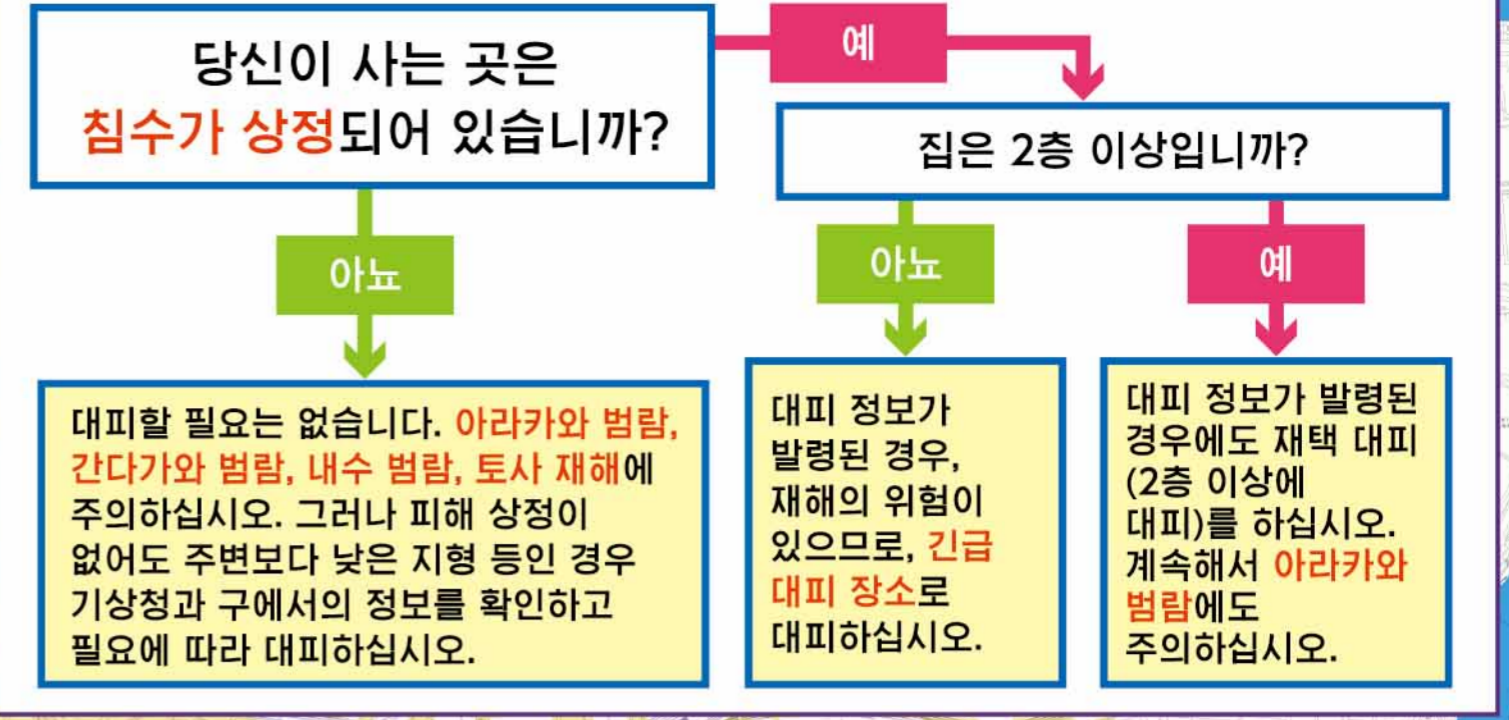 당신이 사는 곳은
침수가 상정되어 있습니까?
예
집은 2층 이상입니까?
아뇨
아뇨
예
대피할 필요는 없습니다. 아라카와 범람,
간다가와 범람, 내수 범람, 토사 재해에
주의하십시오. 그러나 피해 상정이
없어도 주변보다 낮은 지형 등인 경우
기상청과 구에서의 정보를 확인하고
필요에 따라 대피하십시오.
대피 정보가
발령된 경우,
재해의 위험이
있으므로, 긴급
대피 장소로
대피하십시오.
대피 정보가 발령된
경우에도 재택 대피
(2층 이상에
대피)를 하십시오.
계속해서 아라카와
범람에도
주의하십시오.